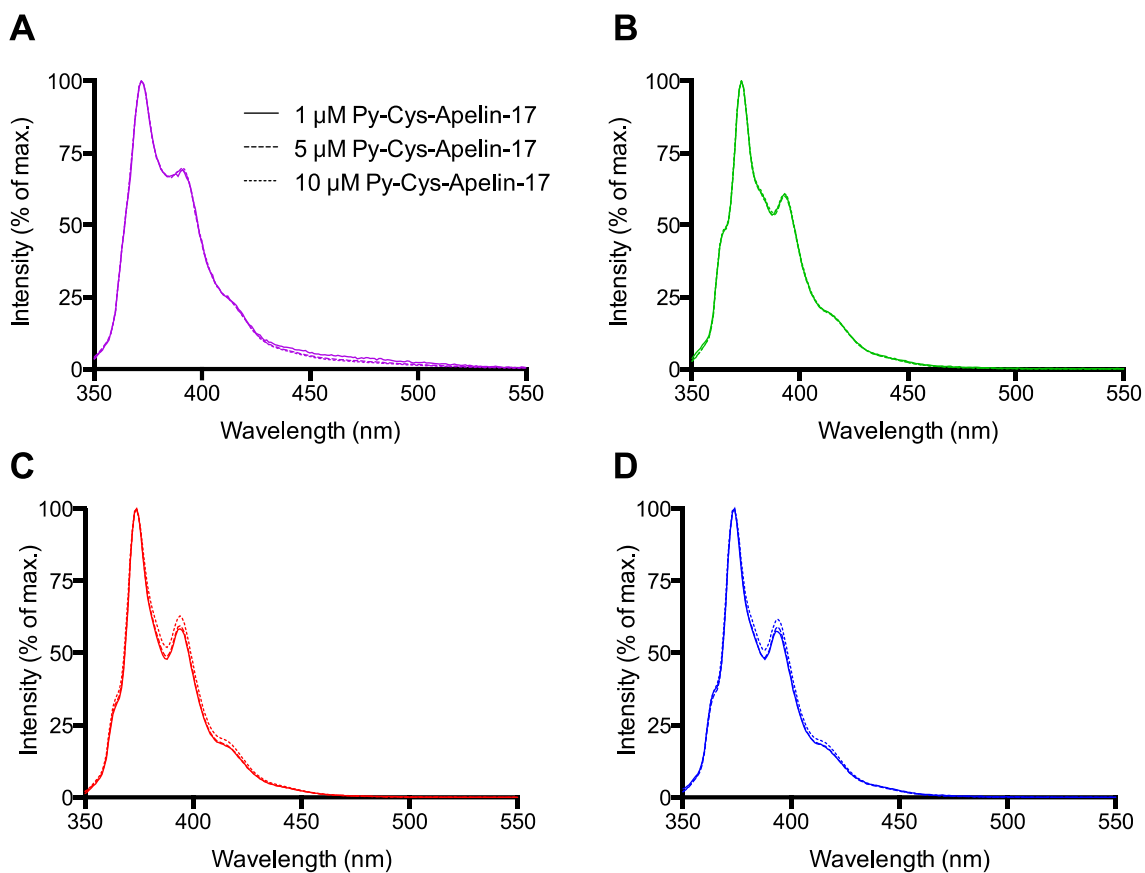 A
Intensity (% of max.)
100
75
50
25
0
350 400 450 500 550
Wavelength (nm)
1 µM Py-Cys-Apelin-17
5 µM Py-Cys-Apelin-17
10 µM Py-Cys-Apelin-17
B
Intensity (% of max.)
100
75
50
25
0
350 400 450 500 550
Wavelength (nm)
C
Intensity (% of max.)
100
75
50
25
0
350 400 450 500 550
Wavelength (nm)
D
Intensity (% of max.)
100
75
50
25
0
350 400 450 500 550
Wavelength (nm)